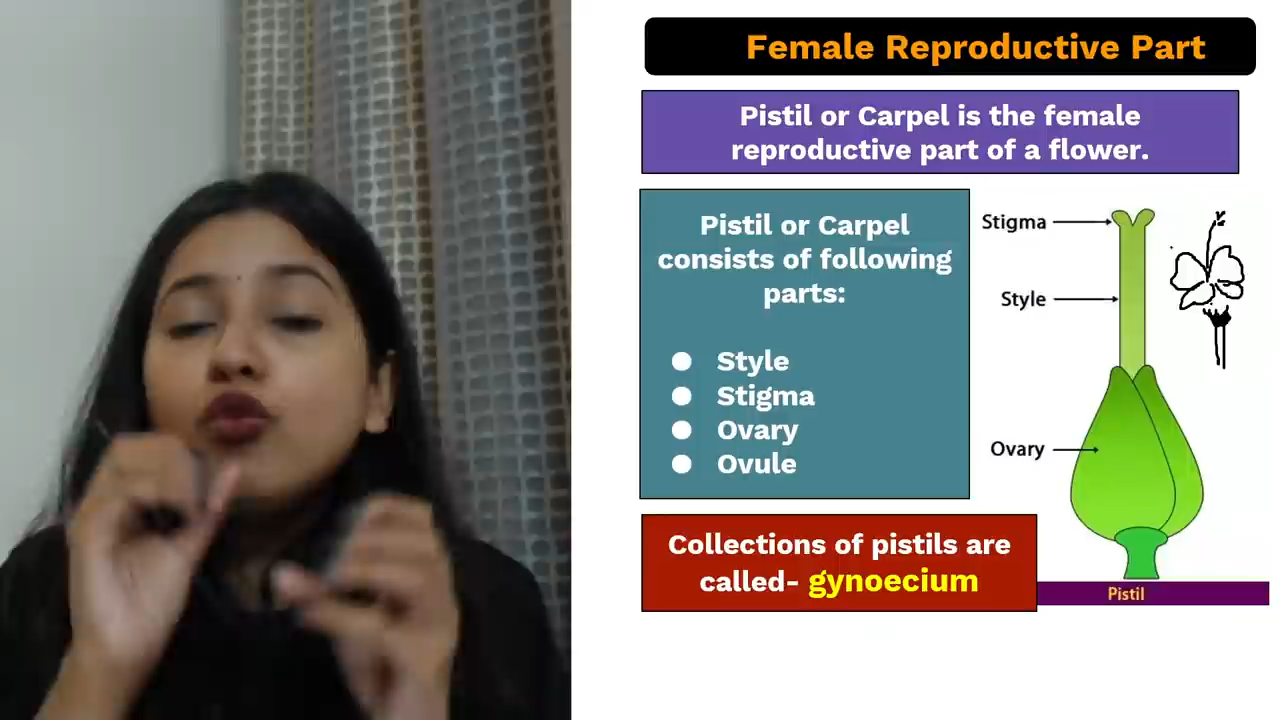 Female Reproductive Part
Pistil or Carpel is the female
reproductive part of a flower.
Pistil or Carpel
consists of following
parts:
● Style
● Stigma
● Ovary
● Ovule
Stigma
Style
Ovary
Collections of pistils are
called- gynoecium
Pistil